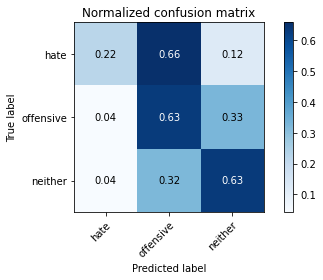 Normalized confusion matrix
hate 0.22 0.66 0.12
offensive 0.04 0.63 0.33
neither 0.04 0.32 0.63
True label
hate offensive neither
Predicted label
0.6
0.5
0.4
0.3
0.2
0.1